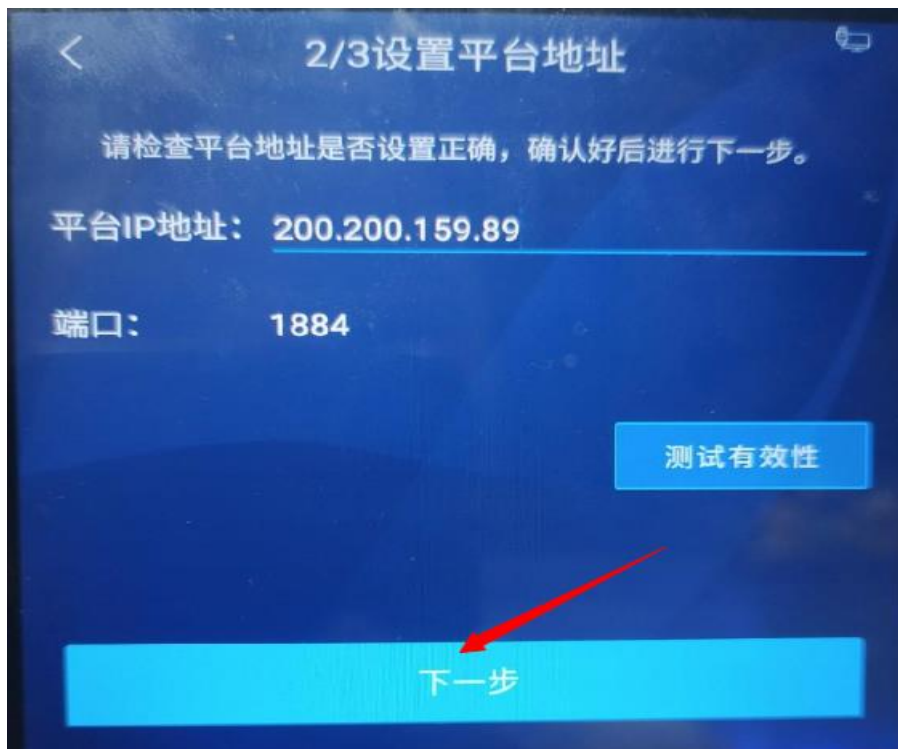 2/3设置平台地址
请检查平台地址是否设置正确，确认好后进行下一步。
平台IP地址： 200.200.159.89
端口： 1884
测试有效性
下一步